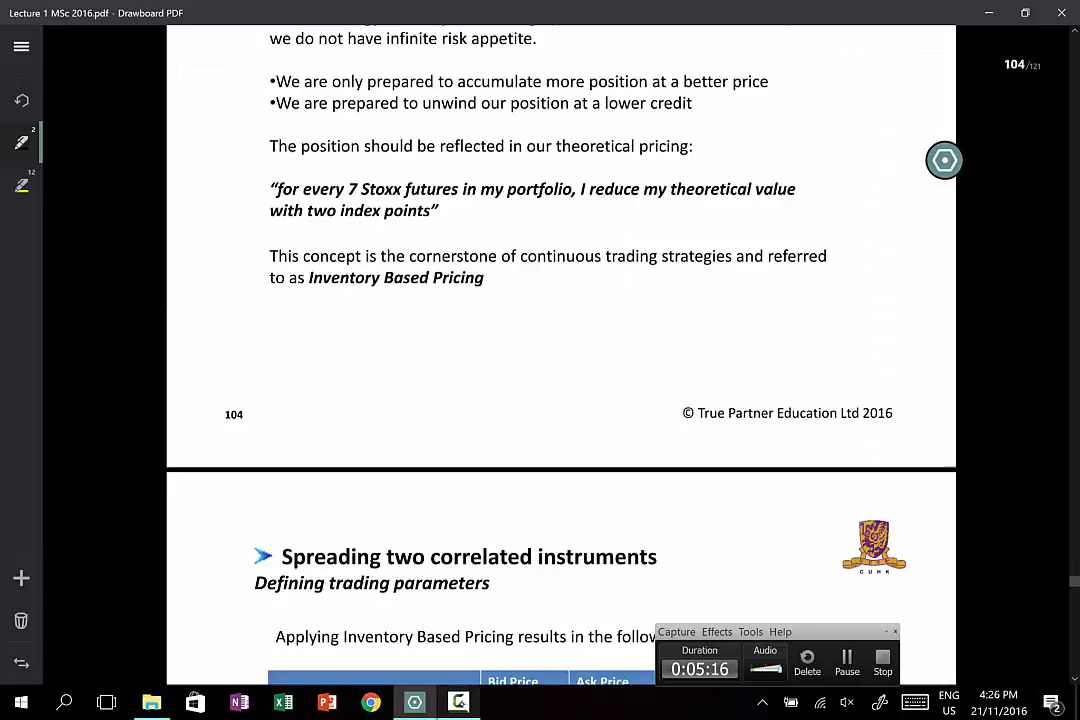 Lecture 1 MSc 2016.pdf - Drawboard PDF
we do not have infinite risk appetite.
104/121
•We are only prepared to accumulate more position at a better price
•We are prepared to unwind our position at a lower credit
2
The position should be reflected in our theoretical pricing:
12
“for every 7 Stoxx futures in my portfolio, I reduce my theoretical value
with two index points”
This concept is the cornerstone of continuous trading strategies and referred
to as Inventory Based Pricing
104
© True Partner Education Ltd 2016
Spreading two correlated instruments
Defining trading parameters
C U H K
Applying Inventory Based Pricing results in the follow
Bid Price
Ask Price
Capture Effects Tools Help
Duration
Audio
0:05:16
Delete
Pause
Stop
ENG
US
4:26 PM
21/11/2016
2